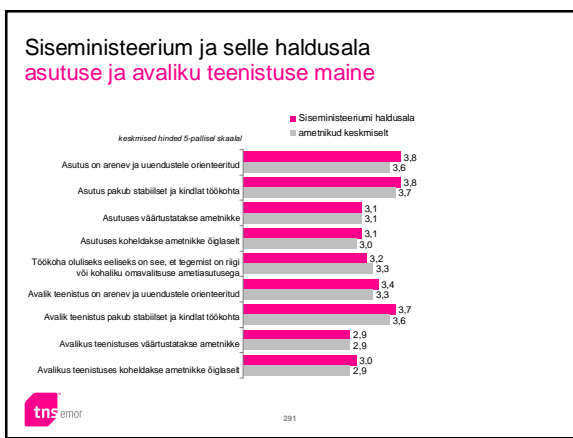 Siseministeerium ja selle haldusala
asutuse ja avaliku teenistuse maine
Siseministeeriumi haldusala
ametnikud keskmiselt
keskmised hinded 5-pallisel skaalal
Asutus on arenev ja uuendustele orienteeritud
3,8
3,6
Asutus pakub stabiilset ja kindlat töökohta
3,8
3,7
Asutuses väärtustatakse ametnikke
3,1
3,1
Asutuses koheldakse ametnikke õiglaselt
3,1
3,0
Töökoha oluliseks eeliseks on see, et tegemist on riigi
või kohaliku omavalitsuse ametiasutusega
3,2
3,3
Avalik teenistus on arenev ja uuendustele orienteeritud
3,4
3,3
Avalik teenistus pakub stabiilset ja kindlat töökohta
3,7
3,6
Avalikus teenistuses väärtustatakse ametnikke
2,9
2,9
Avalikus teenistuses koheldakse ametnikke õiglaselt
3,0
2,9
tns emor
291